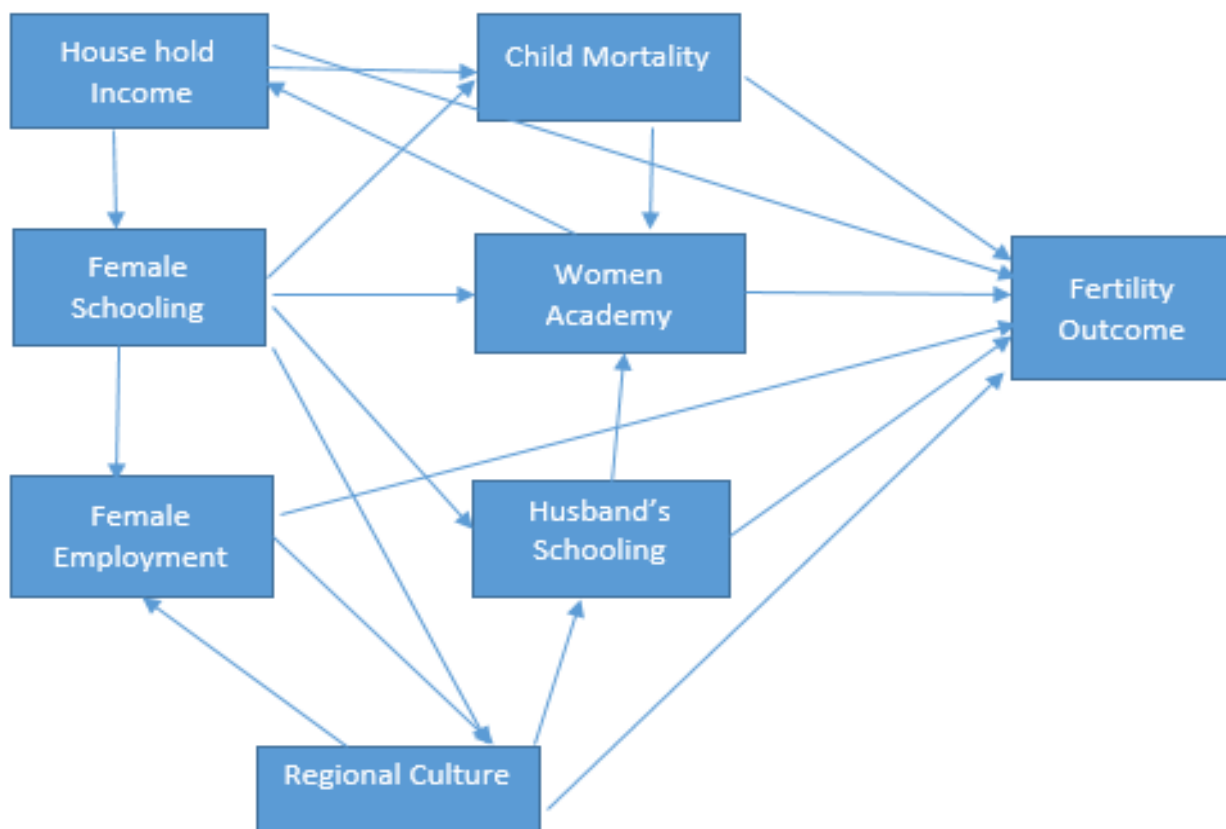 House hold
Income
Child Mortality
Female
Schooling
Women
Academy
Fertility
Outcome
Female
Employment
Husband’s
Schooling
Regional Culture